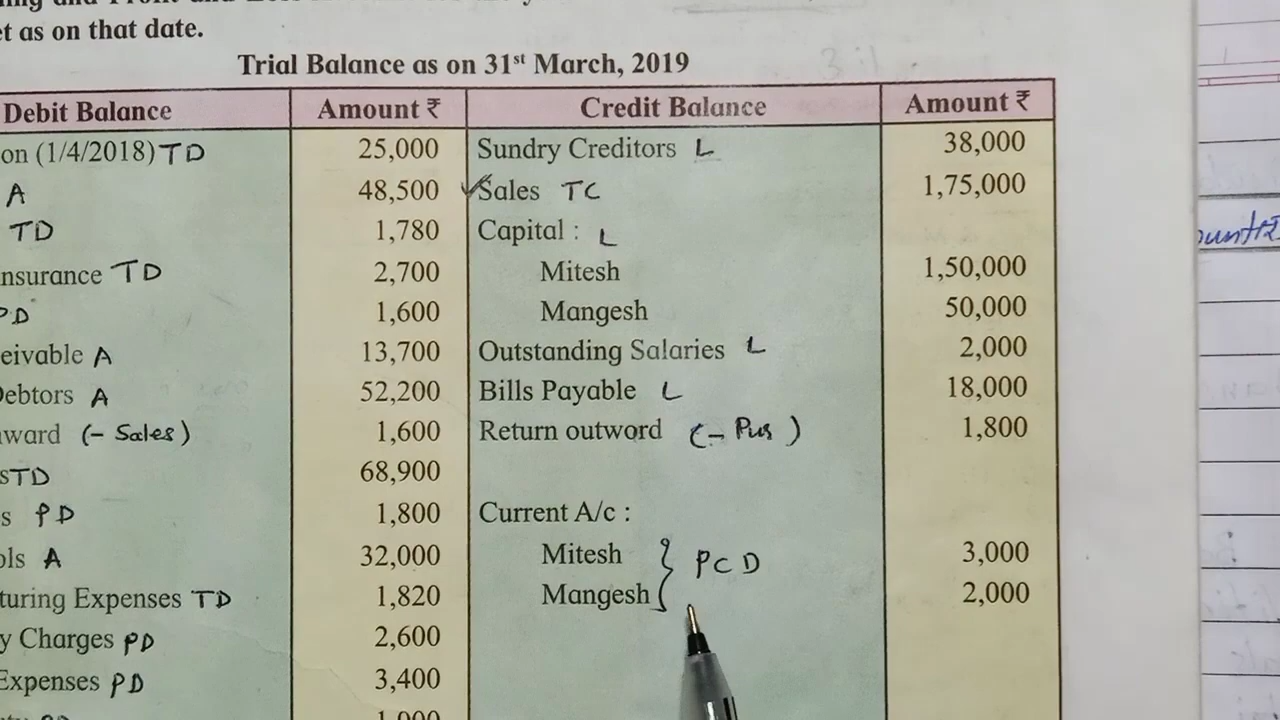 et as on that date.
Trial Balance as on 31st March, 2019
Debit Balance Amount ₹ Credit Balance Amount ₹
on (1/4/2018) TD 25,000 Sundry Creditors L 38,000
A 48,500 ✓Sales TC 1,75,000
TD 1,780 Capital : L
nsurance TD 2,700 Mitesh 1,50,000
PD 1,600 Mangesh 50,000
eivable A 13,700 Outstanding Salaries L 2,000
Debtors A 52,200 Bills Payable L 18,000
ward (- Sales) 1,600 Return outword (- Pus) 1,800
s TD 68,900
s PD 1,800 Current A/c :
ols A 32,000 Mitesh } PCD 3,000
turing Expenses TD 1,820 Mangesh 2,000
y Charges PD 2,600
Expenses PD 3,400